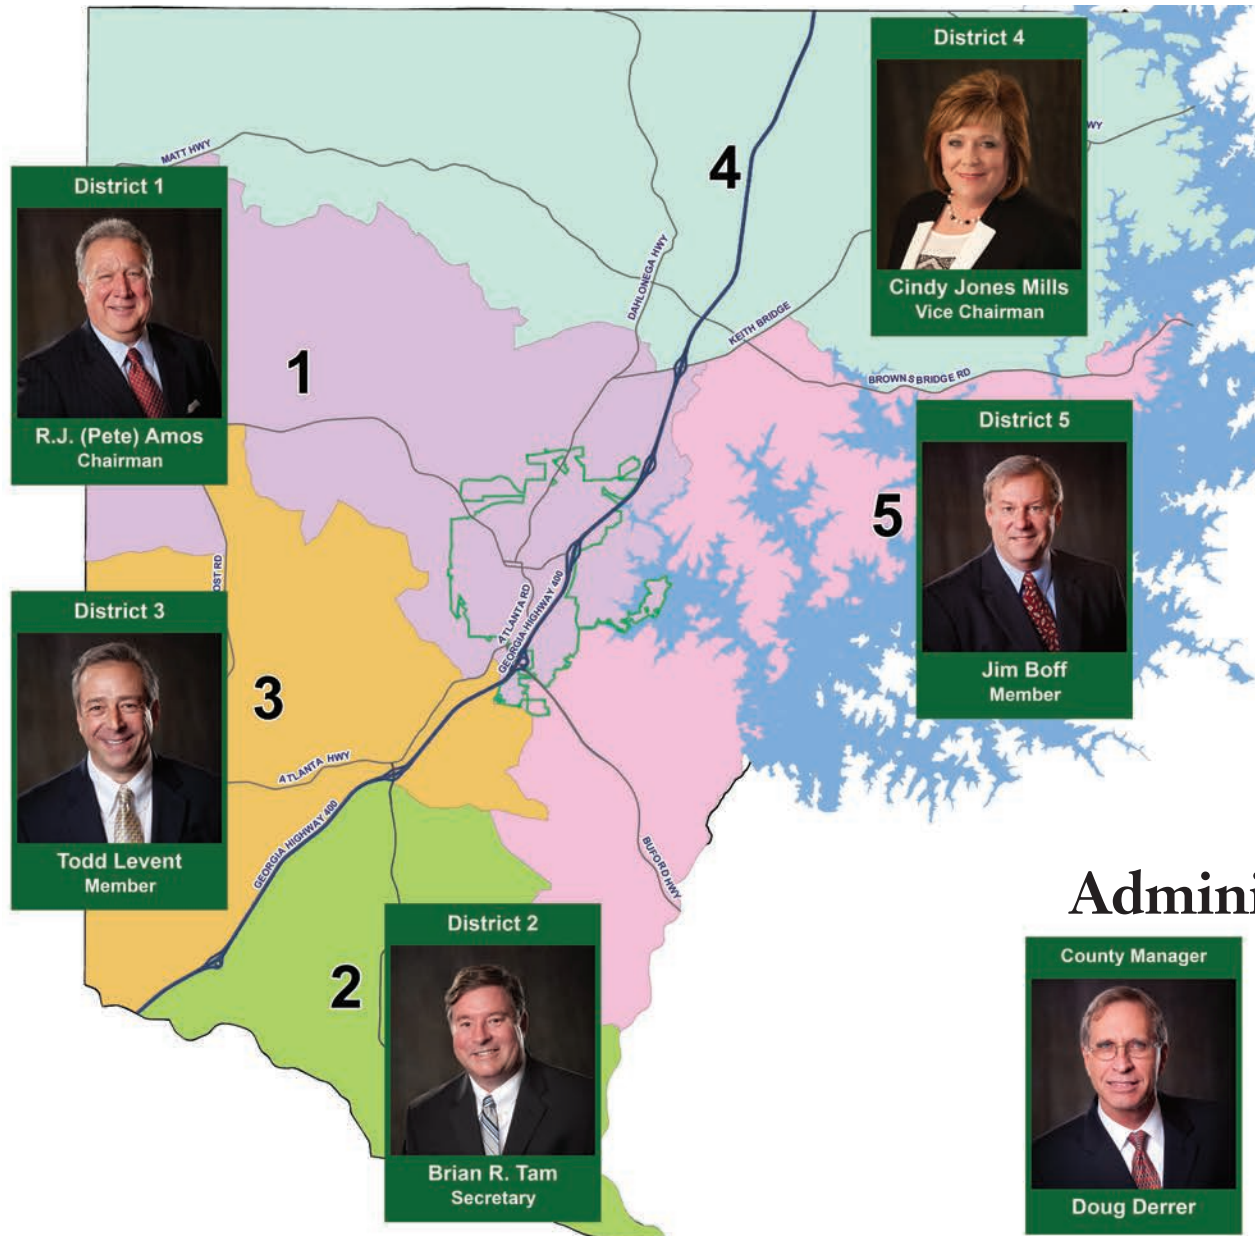 District 4
Cindy Jones Mills
Vice Chairman
WY
4
MATT HWY
District 1
R.J. (Pete) Amos
Chairman
DAHLONEGA HWY
KEITH BRIDGE
1
BROWNS BRIDGE RD
District 5
Jim Boff
Member
5
OST RD
ATLANTA RD
GEORGIA HIGHWAY 400
District 3
Todd Levent
Member
3
ATLANTA HWY
GEORGIA HIGHWAY 400
BUFORD HWY
District 2
Brian R. Tam
Secretary
2
Admini
County Manager
Doug Derrer